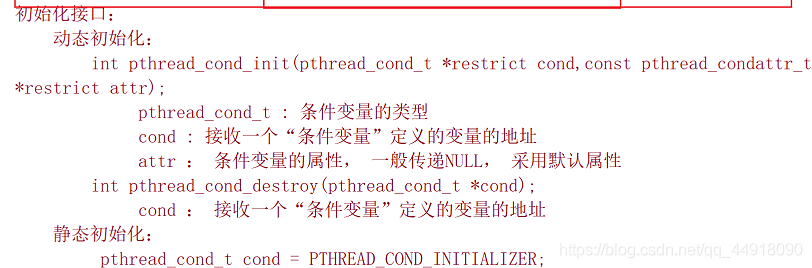 初始化接口:
动态初始化:
int pthread_cond_init(pthread_cond_t *restrict cond,const pthread_condattr_t
*restrict attr);
pthread_cond_t : 条件变量的类型
cond : 接收一个“条件变量”定义的变量的地址
attr : 条件变量的属性, 一般传递NULL, 采用默认属性
int pthread_cond_destroy(pthread_cond_t *cond);
cond : 接收一个“条件变量”定义的变量的地址
静态初始化:
pthread_cond_t cond = PTHREAD_COND_INITIALIZER;
https://blog.csdn.net/qq_44918090